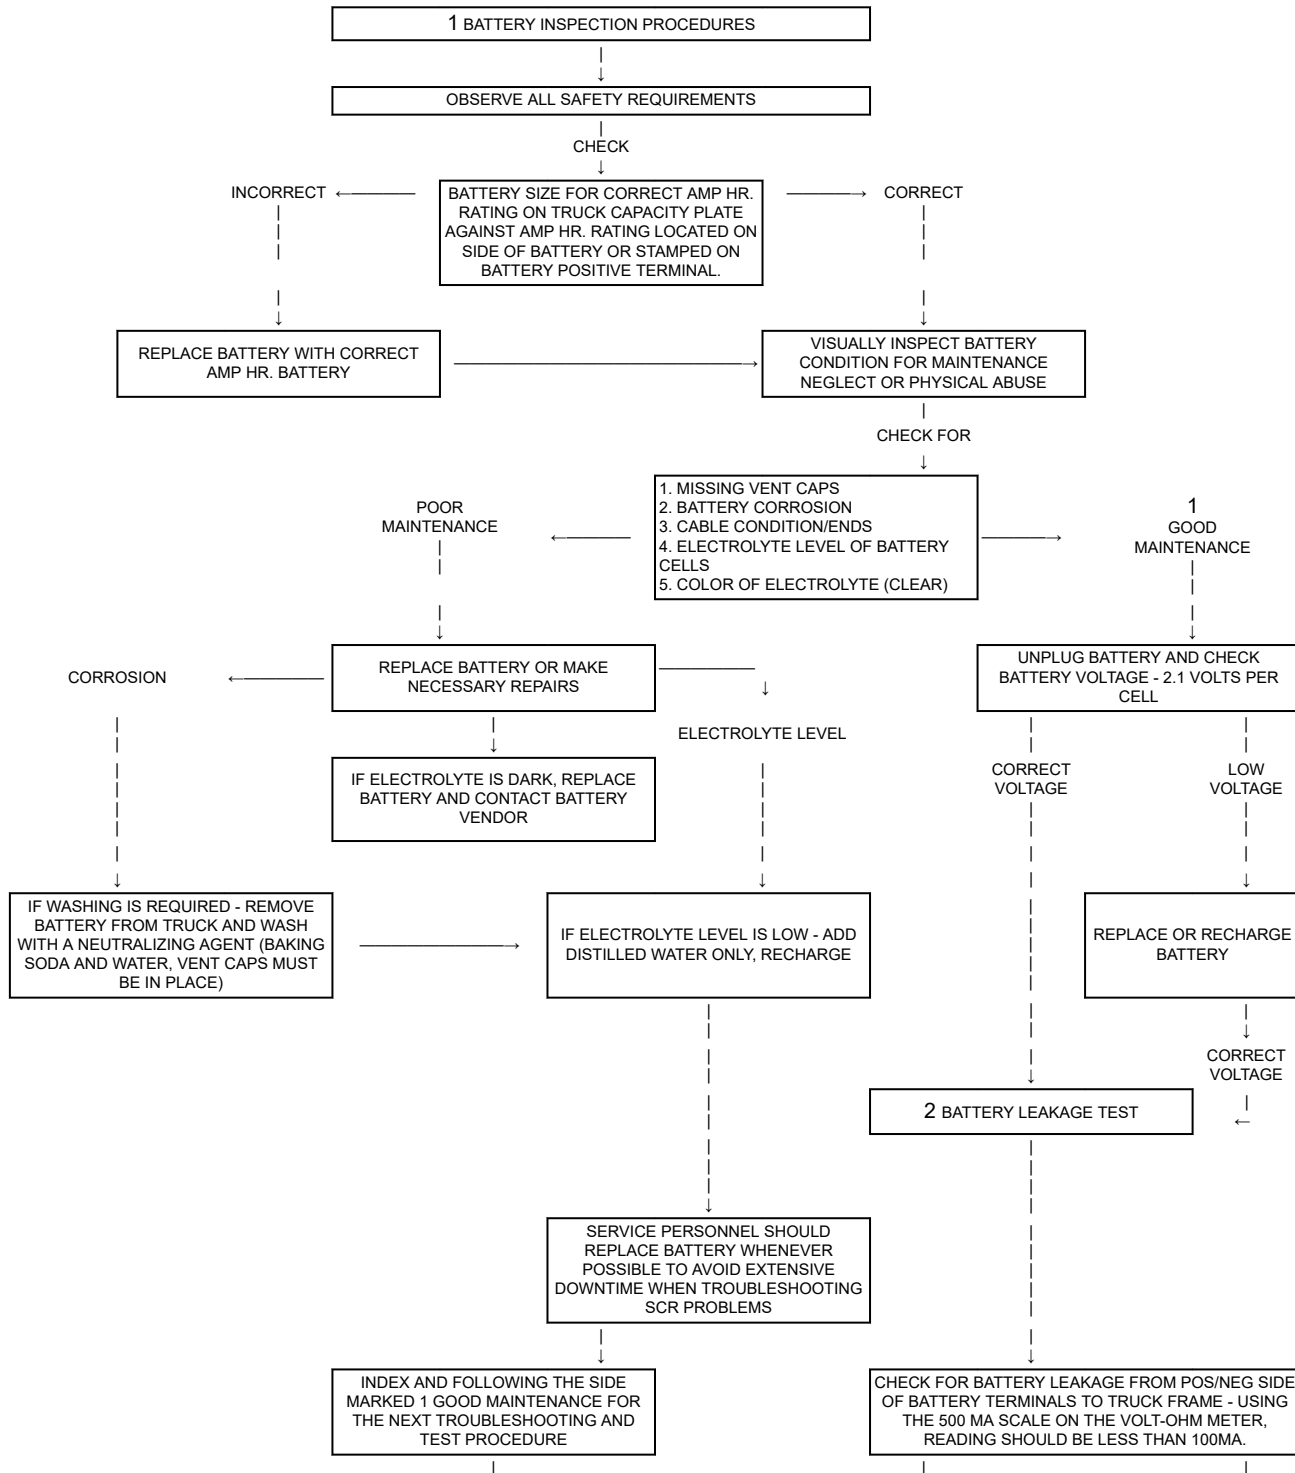 1 BATTERY INSPECTION PROCEDURES
OBSERVE ALL SAFETY REQUIREMENTS
CHECK
INCORRECT
BATTERY SIZE FOR CORRECT AMP HR.
RATING ON TRUCK CAPACITY PLATE
AGAINST AMP HR. RATING LOCATED ON
SIDE OF BATTERY OR STAMPED ON
BATTERY POSITIVE TERMINAL.
CORRECT
REPLACE BATTERY WITH CORRECT
AMP HR. BATTERY
VISUALLY INSPECT BATTERY
CONDITION FOR MAINTENANCE
NEGLECT OR PHYSICAL ABUSE
CHECK FOR
POOR
MAINTENANCE
1. MISSING VENT CAPS
2. BATTERY CORROSION
3. CABLE CONDITION/ENDS
4. ELECTROLYTE LEVEL OF BATTERY
CELLS
5. COLOR OF ELECTROLYTE (CLEAR)
1
GOOD
MAINTENANCE
CORROSION
REPLACE BATTERY OR MAKE
NECESSARY REPAIRS
ELECTROLYTE LEVEL
UNPLUG BATTERY AND CHECK
BATTERY VOLTAGE - 2.1 VOLTS PER
CELL
IF ELECTROLYTE IS DARK, REPLACE
BATTERY AND CONTACT BATTERY
VENDOR
CORRECT
VOLTAGE
LOW
VOLTAGE
IF WASHING IS REQUIRED - REMOVE
BATTERY FROM TRUCK AND WASH
WITH A NEUTRALIZING AGENT (BAKING
SODA AND WATER, VENT CAPS MUST
BE IN PLACE)
IF ELECTROLYTE LEVEL IS LOW - ADD
DISTILLED WATER ONLY, RECHARGE
REPLACE OR RECHARGE
BATTERY
CORRECT
VOLTAGE
2 BATTERY LEAKAGE TEST
SERVICE PERSONNEL SHOULD
REPLACE BATTERY WHENEVER
POSSIBLE TO AVOID EXTENSIVE
DOWNTIME WHEN TROUBLESHOOTING
SCR PROBLEMS
INDEX AND FOLLOWING THE SIDE
MARKED 1 GOOD MAINTENANCE FOR
THE NEXT TROUBLESHOOTING AND
TEST PROCEDURE
CHECK FOR BATTERY LEAKAGE FROM POS/NEG SIDE
OF BATTERY TERMINALS TO TRUCK FRAME - USING
THE 500 MA SCALE ON THE VOLT-OHM METER,
READING SHOULD BE LESS THAN 100MA.